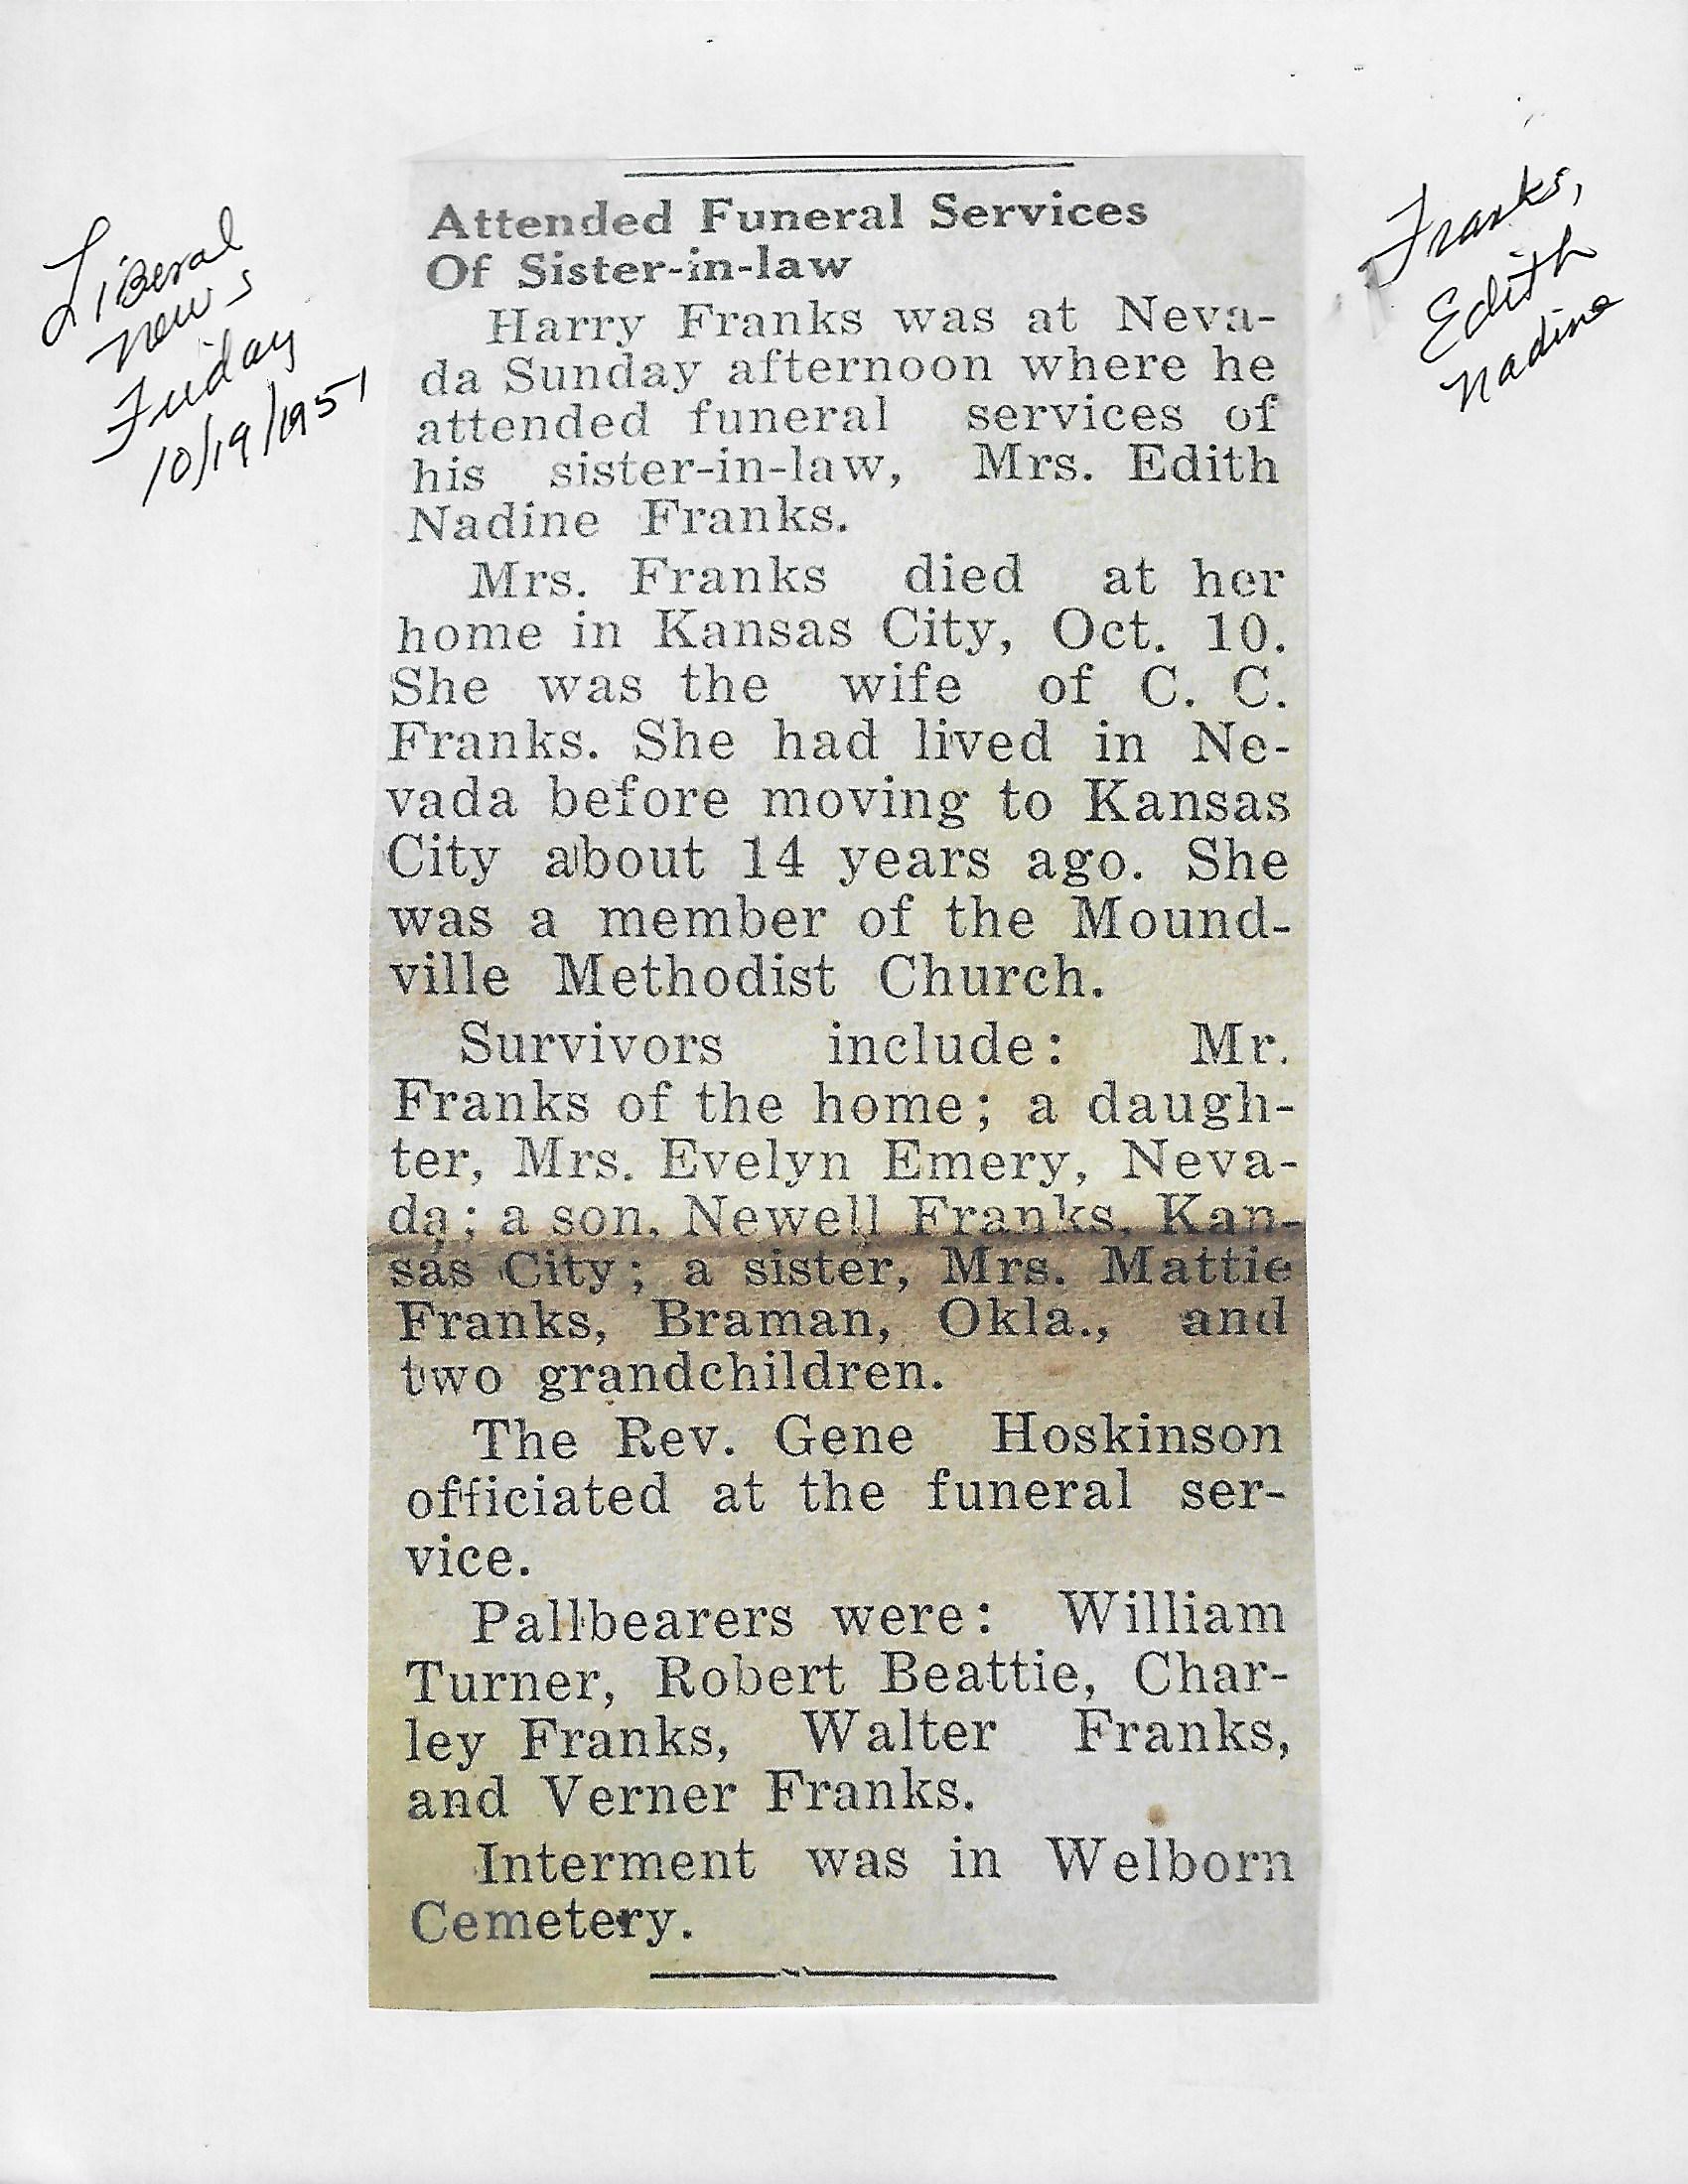 Liberal
News
Friday
10/19/1951
Franks,
Edith
Nadine
Attended Funeral Services
Of Sister-in-law
Harry Franks was at Neva-
da Sunday afternoon where he
attended funeral services of
his sister-in-law, Mrs. Edith
Nadine Franks.
Mrs. Franks died at her
home in Kansas City, Oct. 10.
She was the wife of C. C.
Franks. She had lived in Ne-
vada before moving to Kansas
City about 14 years ago. She
was a member of the Mound-
ville Methodist Church.
Survivors include: Mr.
Franks of the home; a daugh-
ter, Mrs. Evelyn Emery, Neva-
da; a son, Newell Franks, Kan-
sas City; a sister, Mrs. Mattie
Franks, Braman, Okla., and
two grandchildren.
The Rev. Gene Hoskinson
officiated at the funeral ser-
vice.
Pallbearers were: William
Turner, Robert Beattie, Char-
ley Franks, Walter Franks,
and Verner Franks.
Interment was in Welborn
Cemetery.